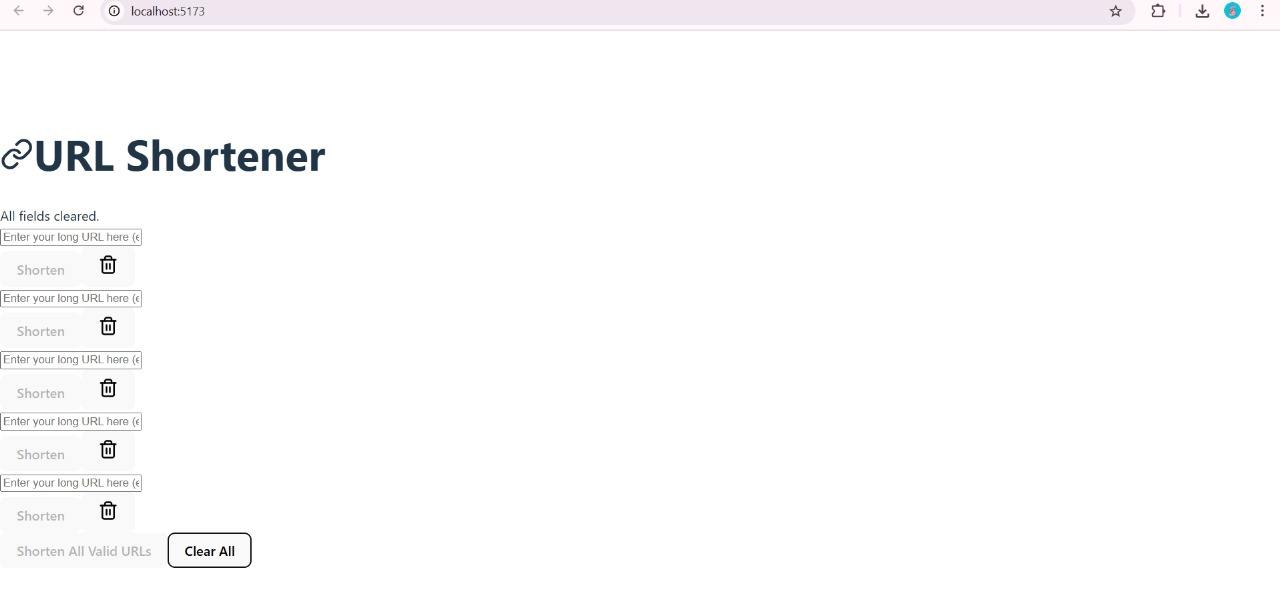 localhost:5173
URL Shortener
All fields cleared.
Enter your long URL here (e
Shorten
Enter your long URL here (e
Shorten
Enter your long URL here (e
Shorten
Enter your long URL here (e
Shorten
Enter your long URL here (e
Shorten
Shorten All Valid URLs Clear All